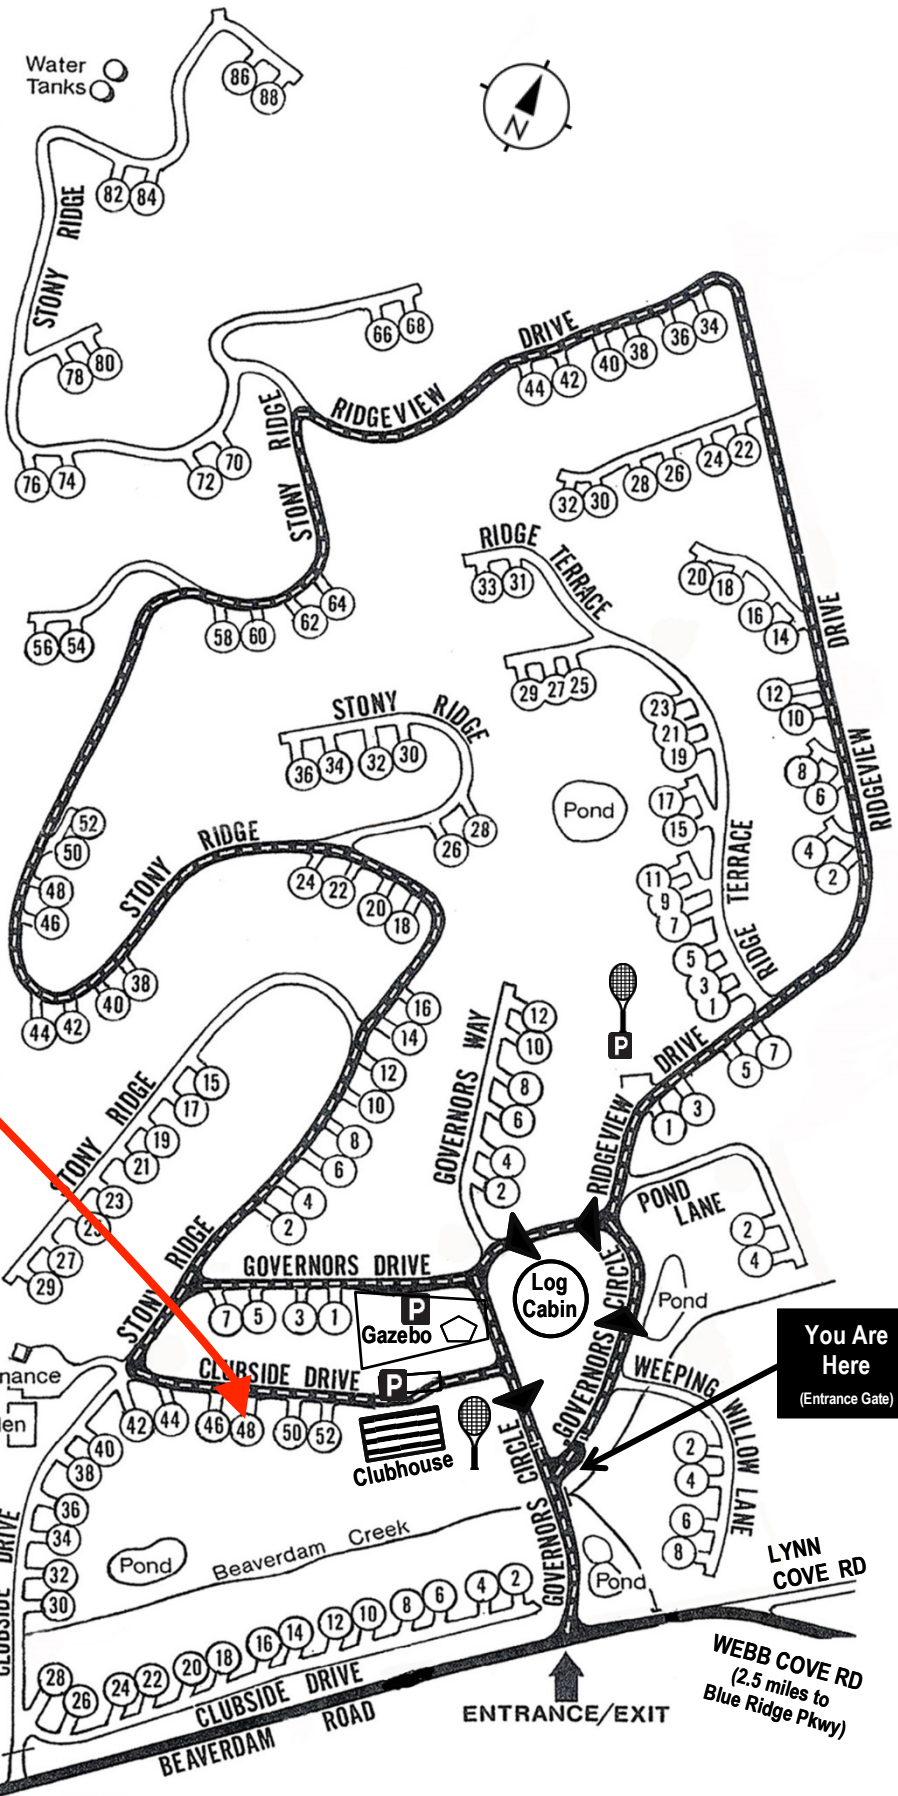 Water
Tanks
86
88
N
82
84
STONY RIDGE
66
68
78
80
RIDGEVIEW DRIVE
44
42
40
38
36
34
76
74
72
70
STONY RIDGE
32
30
28
26
24
22
RIDGE TERRACE
33
31
20
18
16
14
56
54
58
60
62
64
29
27
25
12
10
8
6
4
2
RIDGEVIEW DRIVE
23
21
19
17
15
11
9
7
5
3
1
RIDGE TERRACE
Pond
STONY RIDGE
36
34
32
30
28
26
52
50
48
46
44
42
40
38
STONY RIDGE
24
22
20
18
16
14
12
10
8
6
4
2
STONY RIDGE
15
17
19
21
23
25
27
29
GOVERNORS WAY
12
10
8
6
4
2
P
RIDGEVIEW DRIVE
7
5
3
1
POND
LANE
2
4
STONY RIDGE
GOVERNORS DRIVE
7
5
3
1
P
Gazebo
Log
Cabin
GOVERNORS CIRCLE
Pond
You Are
Here
(Entrance Gate)
nance
CLUBSIDE DRIVE
P
42
44
46
48
50
52
Clubhouse
GOVERNORS CIRCLE
WEEPING WILLOW LANE
2
4
6
8
40
38
36
34
32
30
CLUBSIDE DRIVE
Pond
Beaverdam Creek
Pond
LYNN
COVE RD
28
26
24
22
20
18
16
14
12
10
8
6
4
2
CLUBSIDE DRIVE
BEAVERDAM ROAD
ENTRANCE/EXIT
WEBB COVE RD
(2.5 miles to
Blue Ridge Pkwy)